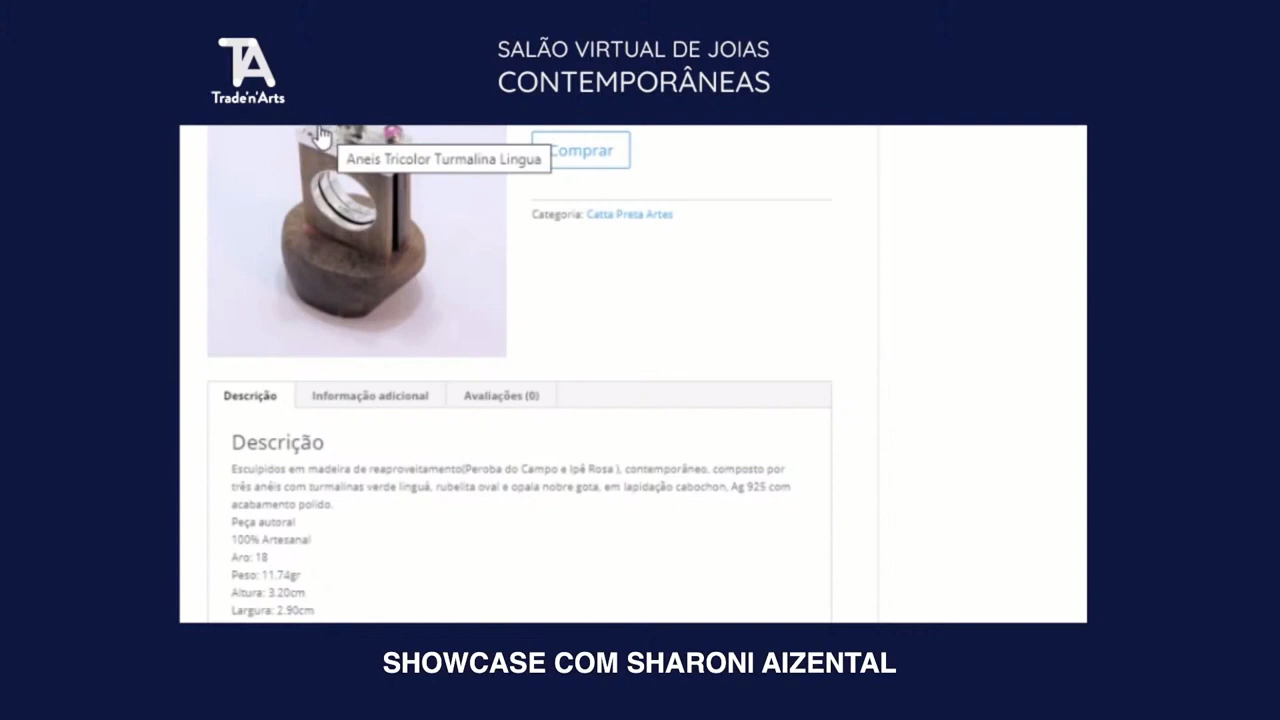 TA
Trade'n'Arts
SALÃO VIRTUAL DE JOIAS
CONTEMPORÂNEAS
Comprar
Aneis Tricolor Turmalina Lingua
Categoria: Catta Preta Artes
Descrição
Informação adicional
Avaliações (0)
Descrição
Esculpidos em madeira de reaproveitamento(Peroba do Campo e Ipê Rosa ), contemporâneo, composto por
três anéis com turmalinas verde linguá, rubelita oval e opala nobre gota, em lapidação cabochon, Ag 925 com
acabamento polido.
Peça autoral
100% Artesanal
Aro: 18
Peso: 11.74gr
Altura: 3.20cm
Largura: 2.90cm
SHOWCASE COM SHARONI AIZENTAL